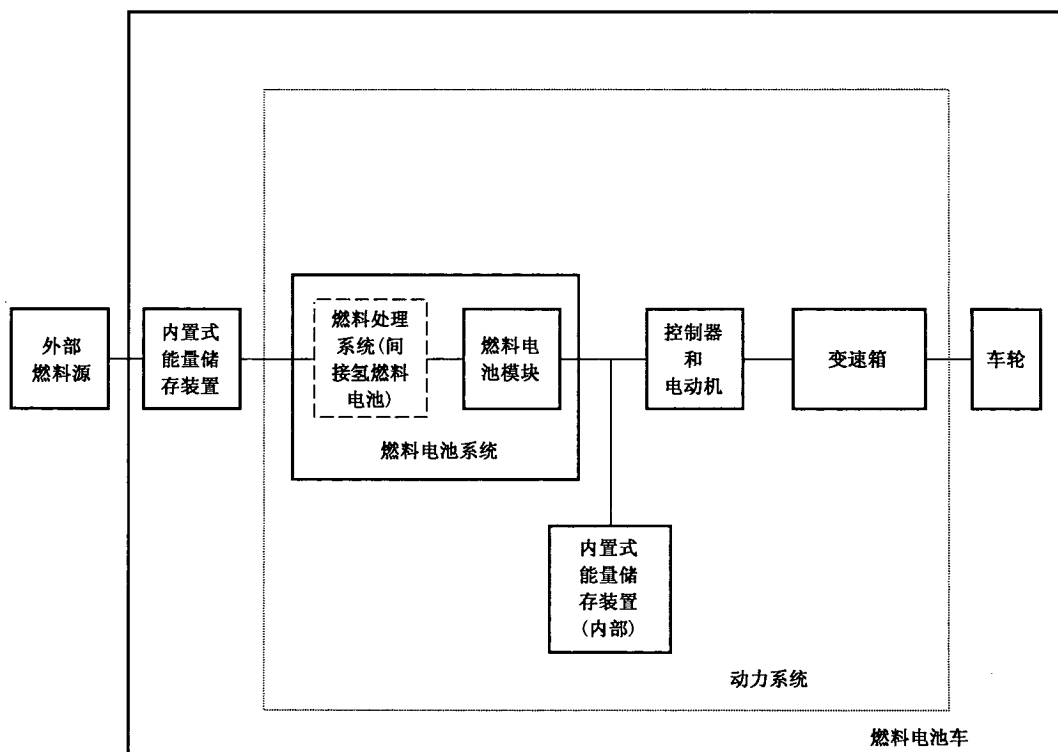 外部
燃料源
内置式
能量储
存装置
燃料处理
系统(间
接氢燃料
电池)
燃料电
池模块
燃料电池系统
控制器
和
电动机
变速箱
车轮
内置式
能量储
存装置
(内部)
动力系统
燃料电池车